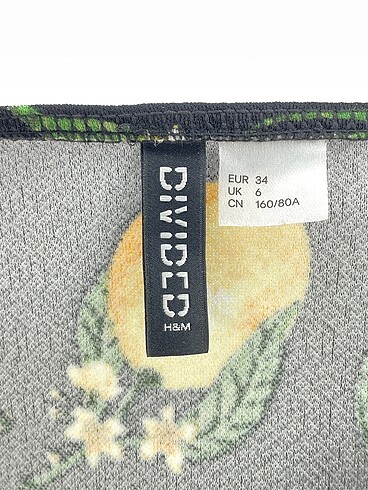 DIVIDED
H&M
EUR 34
UK 6
CN 160/80A